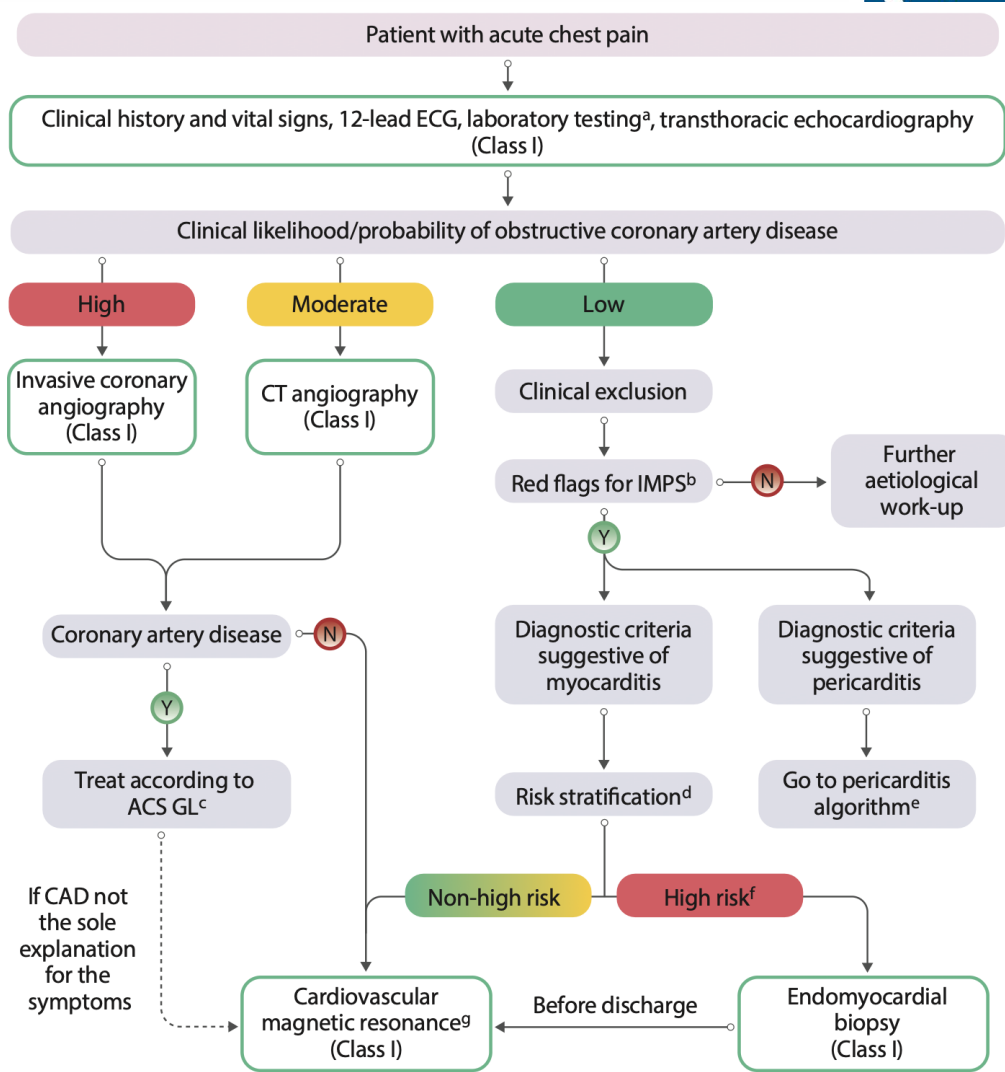 Patient with acute chest pain
Clinical history and vital signs, 12-lead ECG, laboratory testingᵃ, transthoracic echocardiography
(Class I)
Clinical likelihood/probability of obstructive coronary artery disease
High
Moderate
Low
Invasive coronary
angiography
(Class I)
CT angiography
(Class I)
Clinical exclusion
Red flags for IMPSᵇ
N
Further
aetiological
work-up
Y
Coronary artery disease
N
Diagnostic criteria
suggestive of
myocarditis
Diagnostic criteria
suggestive of
pericarditis
Y
Treat according to
ACS GLᶜ
Risk stratificationᵈ
Go to pericarditis
algorithmᵉ
If CAD not
the sole
explanation
for the
symptoms
Non-high risk
High riskᶠ
Cardiovascular
magnetic resonanceᵍ
(Class I)
Before discharge
Endomyocardial
biopsy
(Class I)